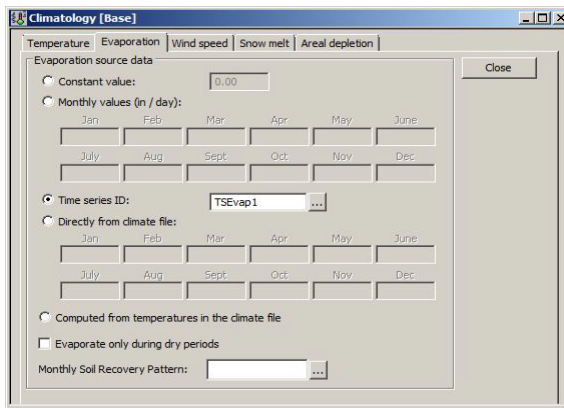 Climatology [Base]
Temperature Evaporation Wind speed Snow melt Areal depletion
Evaporation source data
Close
Constant value: 0.00
Monthly values (in / day):
Jan Feb Mar Apr May June
July Aug Sept Oct Nov Dec
Time series ID: TSEvap1 ...
Directly from climate file:
Jan Feb Mar Apr May June
July Aug Sept Oct Nov Dec
Computed from temperatures in the climate file
Evaporate only during dry periods
Monthly Soil Recovery Pattern: ...